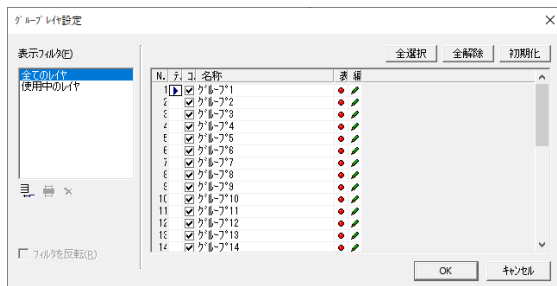 グループレイヤ設定
表示フィルタ(F)
全選択 全解除 初期化
全てのレイヤ
使用中のレイヤ
N. テ. コ. 名称 表 編
1 グループ1
2 グループ2
3 グループ3
4 グループ4
5 グループ5
6 グループ6
7 グループ7
8 グループ8
9 グループ9
10 グループ10
11 グループ11
12 グループ12
13 グループ13
14 グループ14
フィルタを反転(R)
OK キャンセル